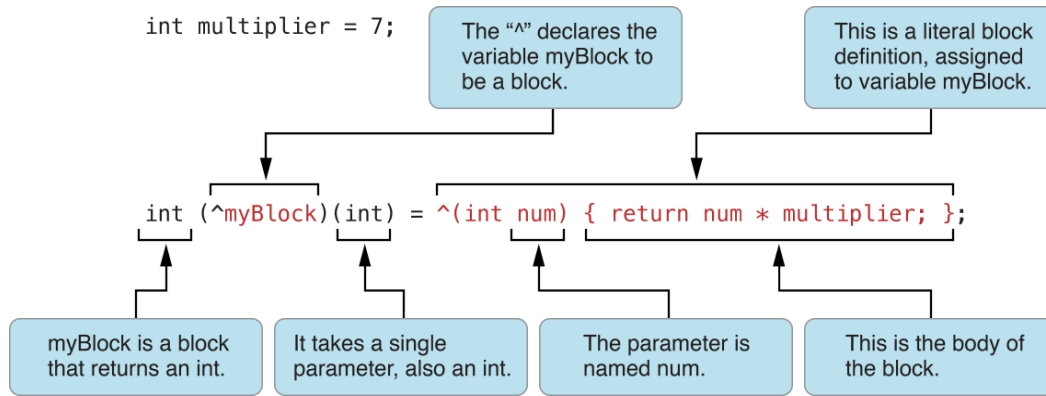 int multiplier = 7;
The “^” declares the
variable myBlock to
be a block.
This is a literal block
definition, assigned
to variable myBlock.
int (^myBlock)(int) = ^(int num) { return num * multiplier; };
myBlock is a block
that returns an int.
It takes a single
parameter, also an int.
The parameter is
named num.
This is the body of
the block.